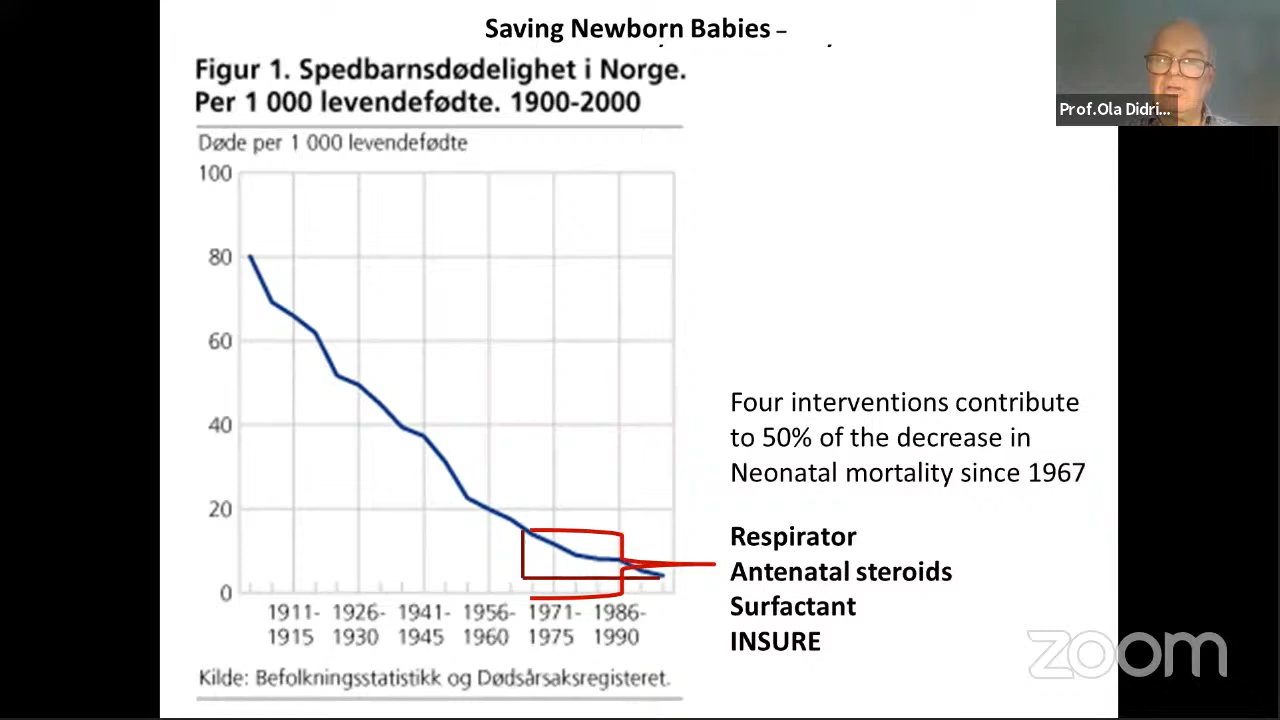 Saving Newborn Babies –
Prof.Ola Didri...
Figur 1. Spedbarnsdødelighet i Norge.
Per 1 000 levendefødte. 1900-2000
Døde per 1 000 levendefødte
100
80
60
40
20
0
1911- 1926- 1941- 1956- 1971- 1986-
1915 1930 1945 1960 1975 1990
Kilde: Befolkningsstatistikk og Dødsårsaksregisteret.
Four interventions contribute
to 50% of the decrease in
Neonatal mortality since 1967
Respirator
Antenatal steroids
Surfactant
INSURE
zoom